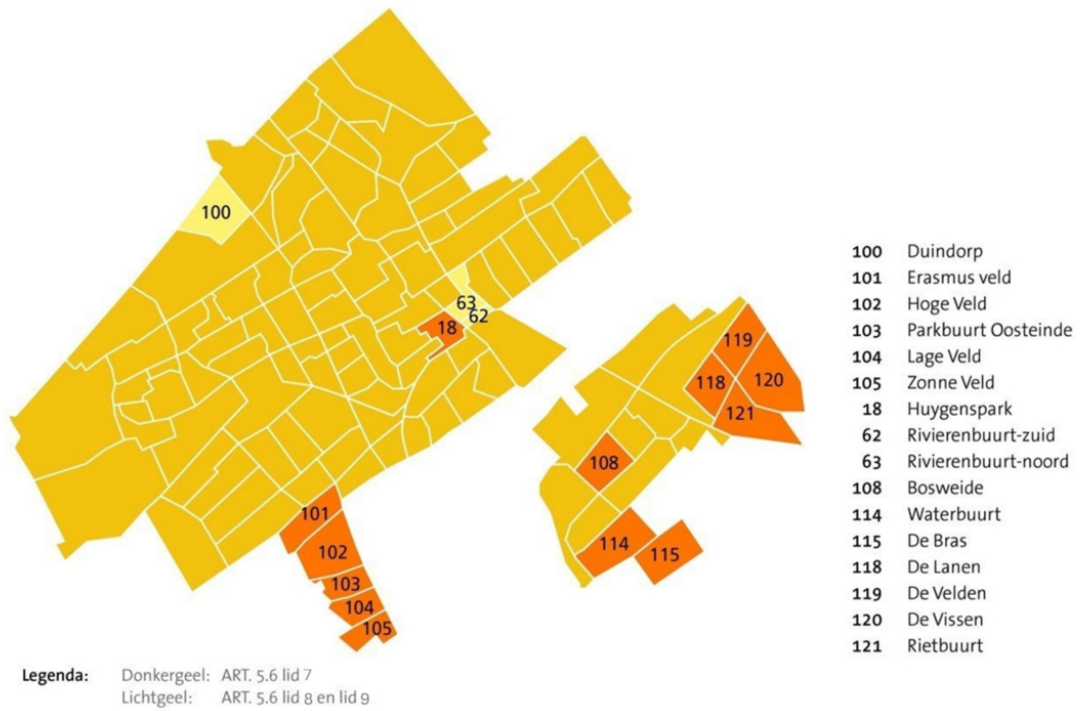 100
63
62
18
119
118
120
121
108
114
115
101
102
103
104
105
100 Duindorp
101 Erasmus veld
102 Hoge Veld
103 Parkbuurt Oosteinde
104 Lage Veld
105 Zonne Veld
18 Huygenspark
62 Rivierenbuurt-zuid
63 Rivierenbuurt-noord
108 Bosweide
114 Waterbuurt
115 De Bras
118 De Lanen
119 De Velden
120 De Vissen
121 Rietbuurt
Legenda: Donkergeel: ART. 5.6 lid 7
Lichtgeel: ART. 5.6 lid 8 en lid 9